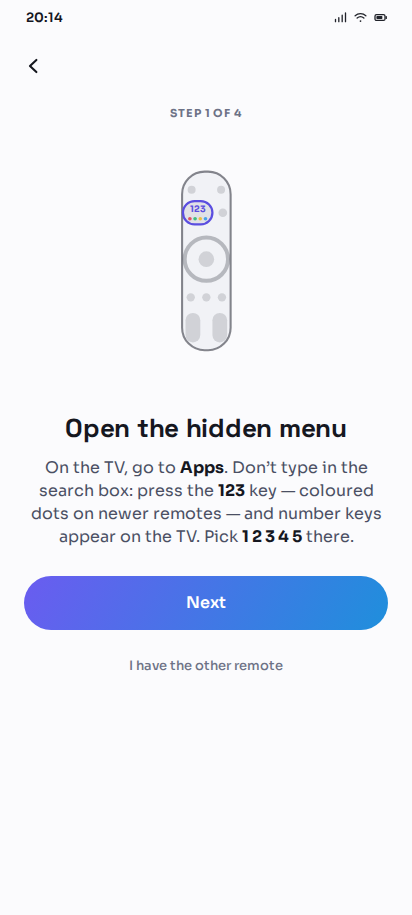 20:14
STEP 1 OF 4
123
Open the hidden menu
On the TV, go to Apps. Don’t type in the
search box: press the 123 key — coloured
dots on newer remotes — and number keys
appear on the TV. Pick 1 2 3 4 5 there.
Next
I have the other remote